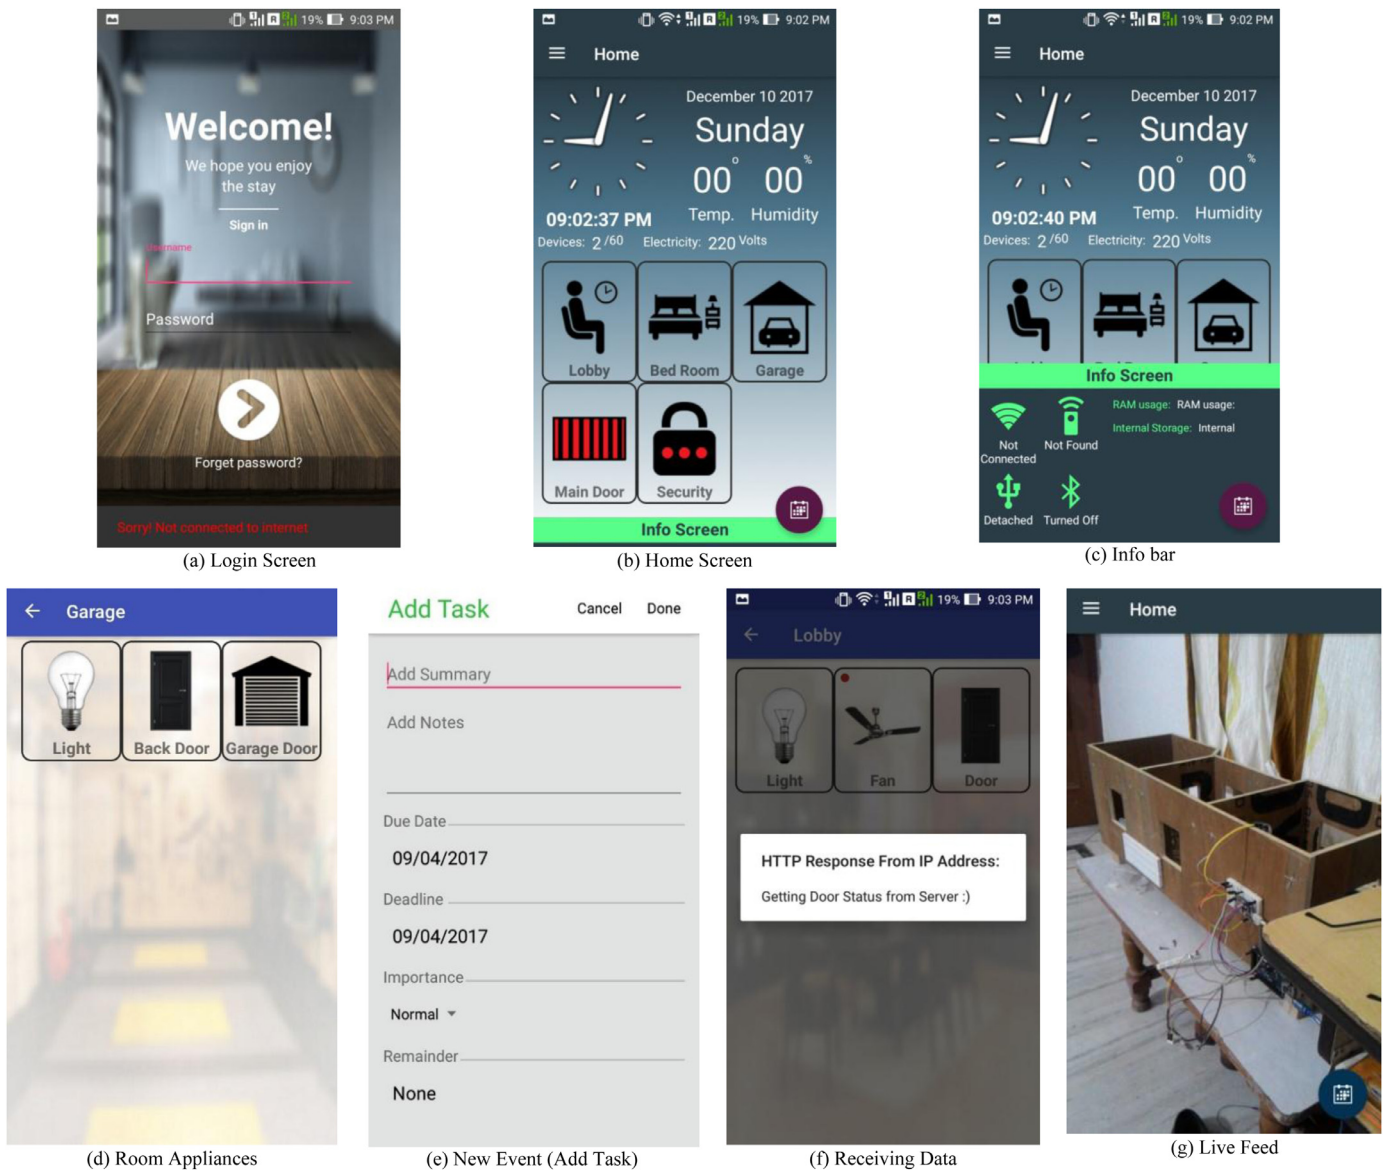 19% 9:03 PM
Welcome!
We hope you enjoy
the stay
Sign in
Username
Password
Forget password?
Sorry! Not connected to internet
(a) Login Screen
R 19% 9:02 PM
Home
December 10 2017
Sunday
00° 00%
Temp. Humidity
09:02:37 PM
Devices: 2/60 Electricity: 220 Volts
Lobby Bed Room Garage
Main Door Security
Info Screen
(b) Home Screen
R 19% 9:02 PM
Home
December 10 2017
Sunday
00° 00%
Temp. Humidity
09:02:40 PM
Devices: 2/60 Electricity: 220 Volts
Info Screen
RAM usage: RAM usage:
Internal Storage: Internal
Not
Connected
Not Found
Detached Turned Off
(c) Info bar
Garage
Light Back Door Garage Door
(d) Room Appliances
Add Task Cancel Done
Add Summary
Add Notes
Due Date
09/04/2017
Deadline
09/04/2017
Importance
Normal
Remainder
None
(e) New Event (Add Task)
R 19% 9:03 PM
Lobby
Light Fan Door
HTTP Response From IP Address:
Getting Door Status from Server :)
(f) Receiving Data
Home
(g) Live Feed